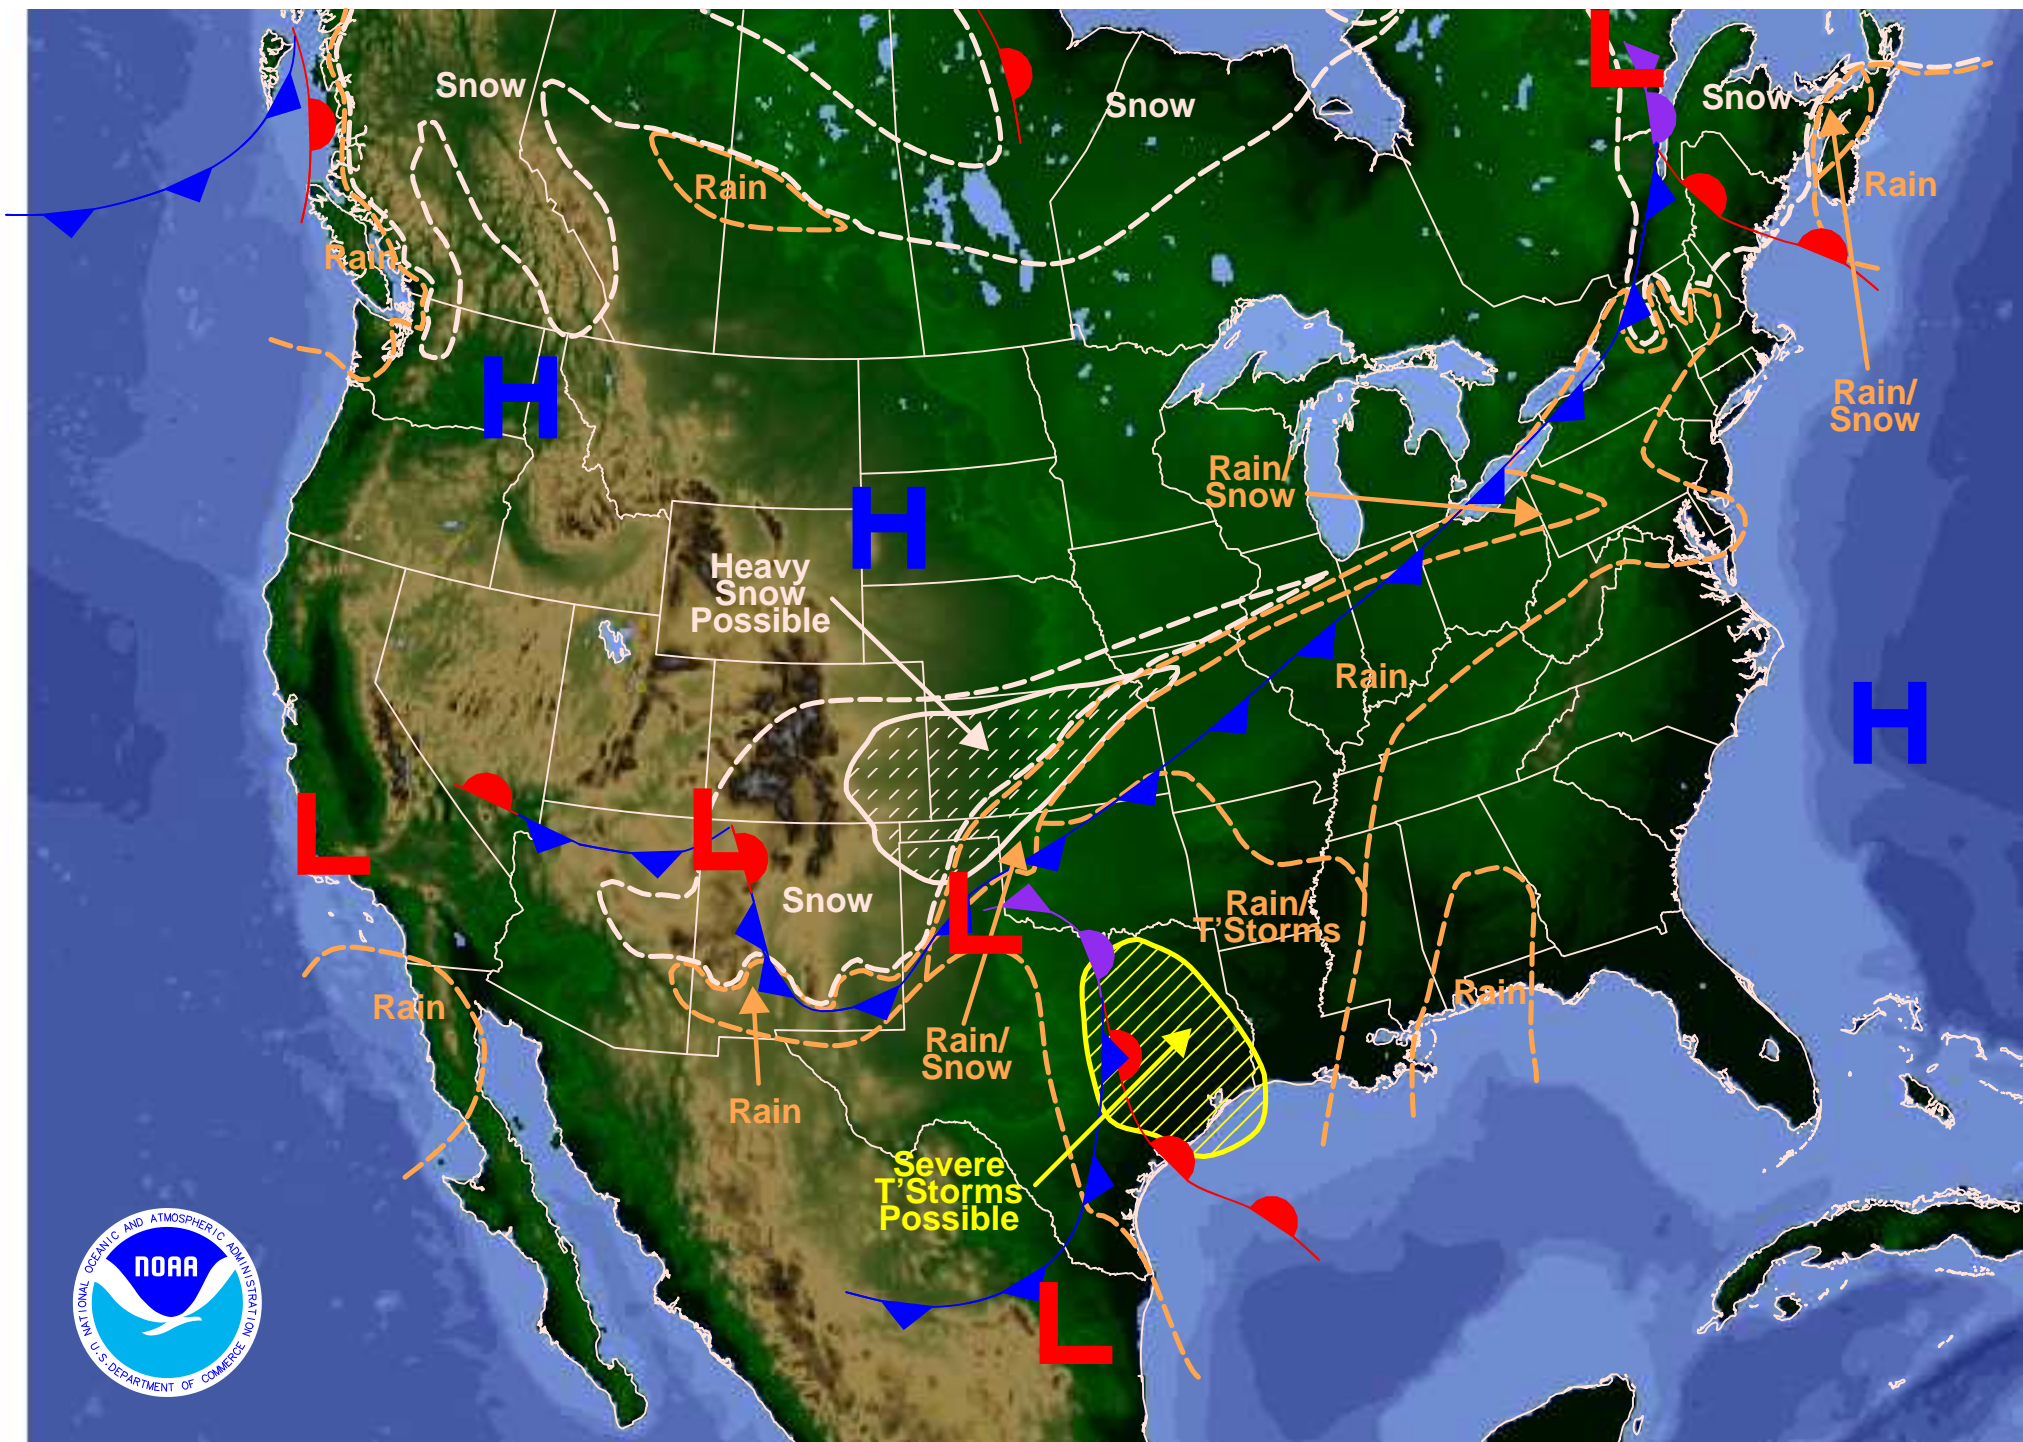 Snow
Snow
Snow
Rain
Rain
Rain
Rain/
Snow
Rain/
Snow
Heavy
Snow
Possible
Rain
Snow
Rain/
T'Storms
Rain
Rain
Rain/
Snow
Rain
Severe
T'Storms
Possible
H
H
H
L
L
L
L
L
NOAA
NATIONAL OCEANIC AND ATMOSPHERIC ADMINISTRATION
U.S. DEPARTMENT OF COMMERCE